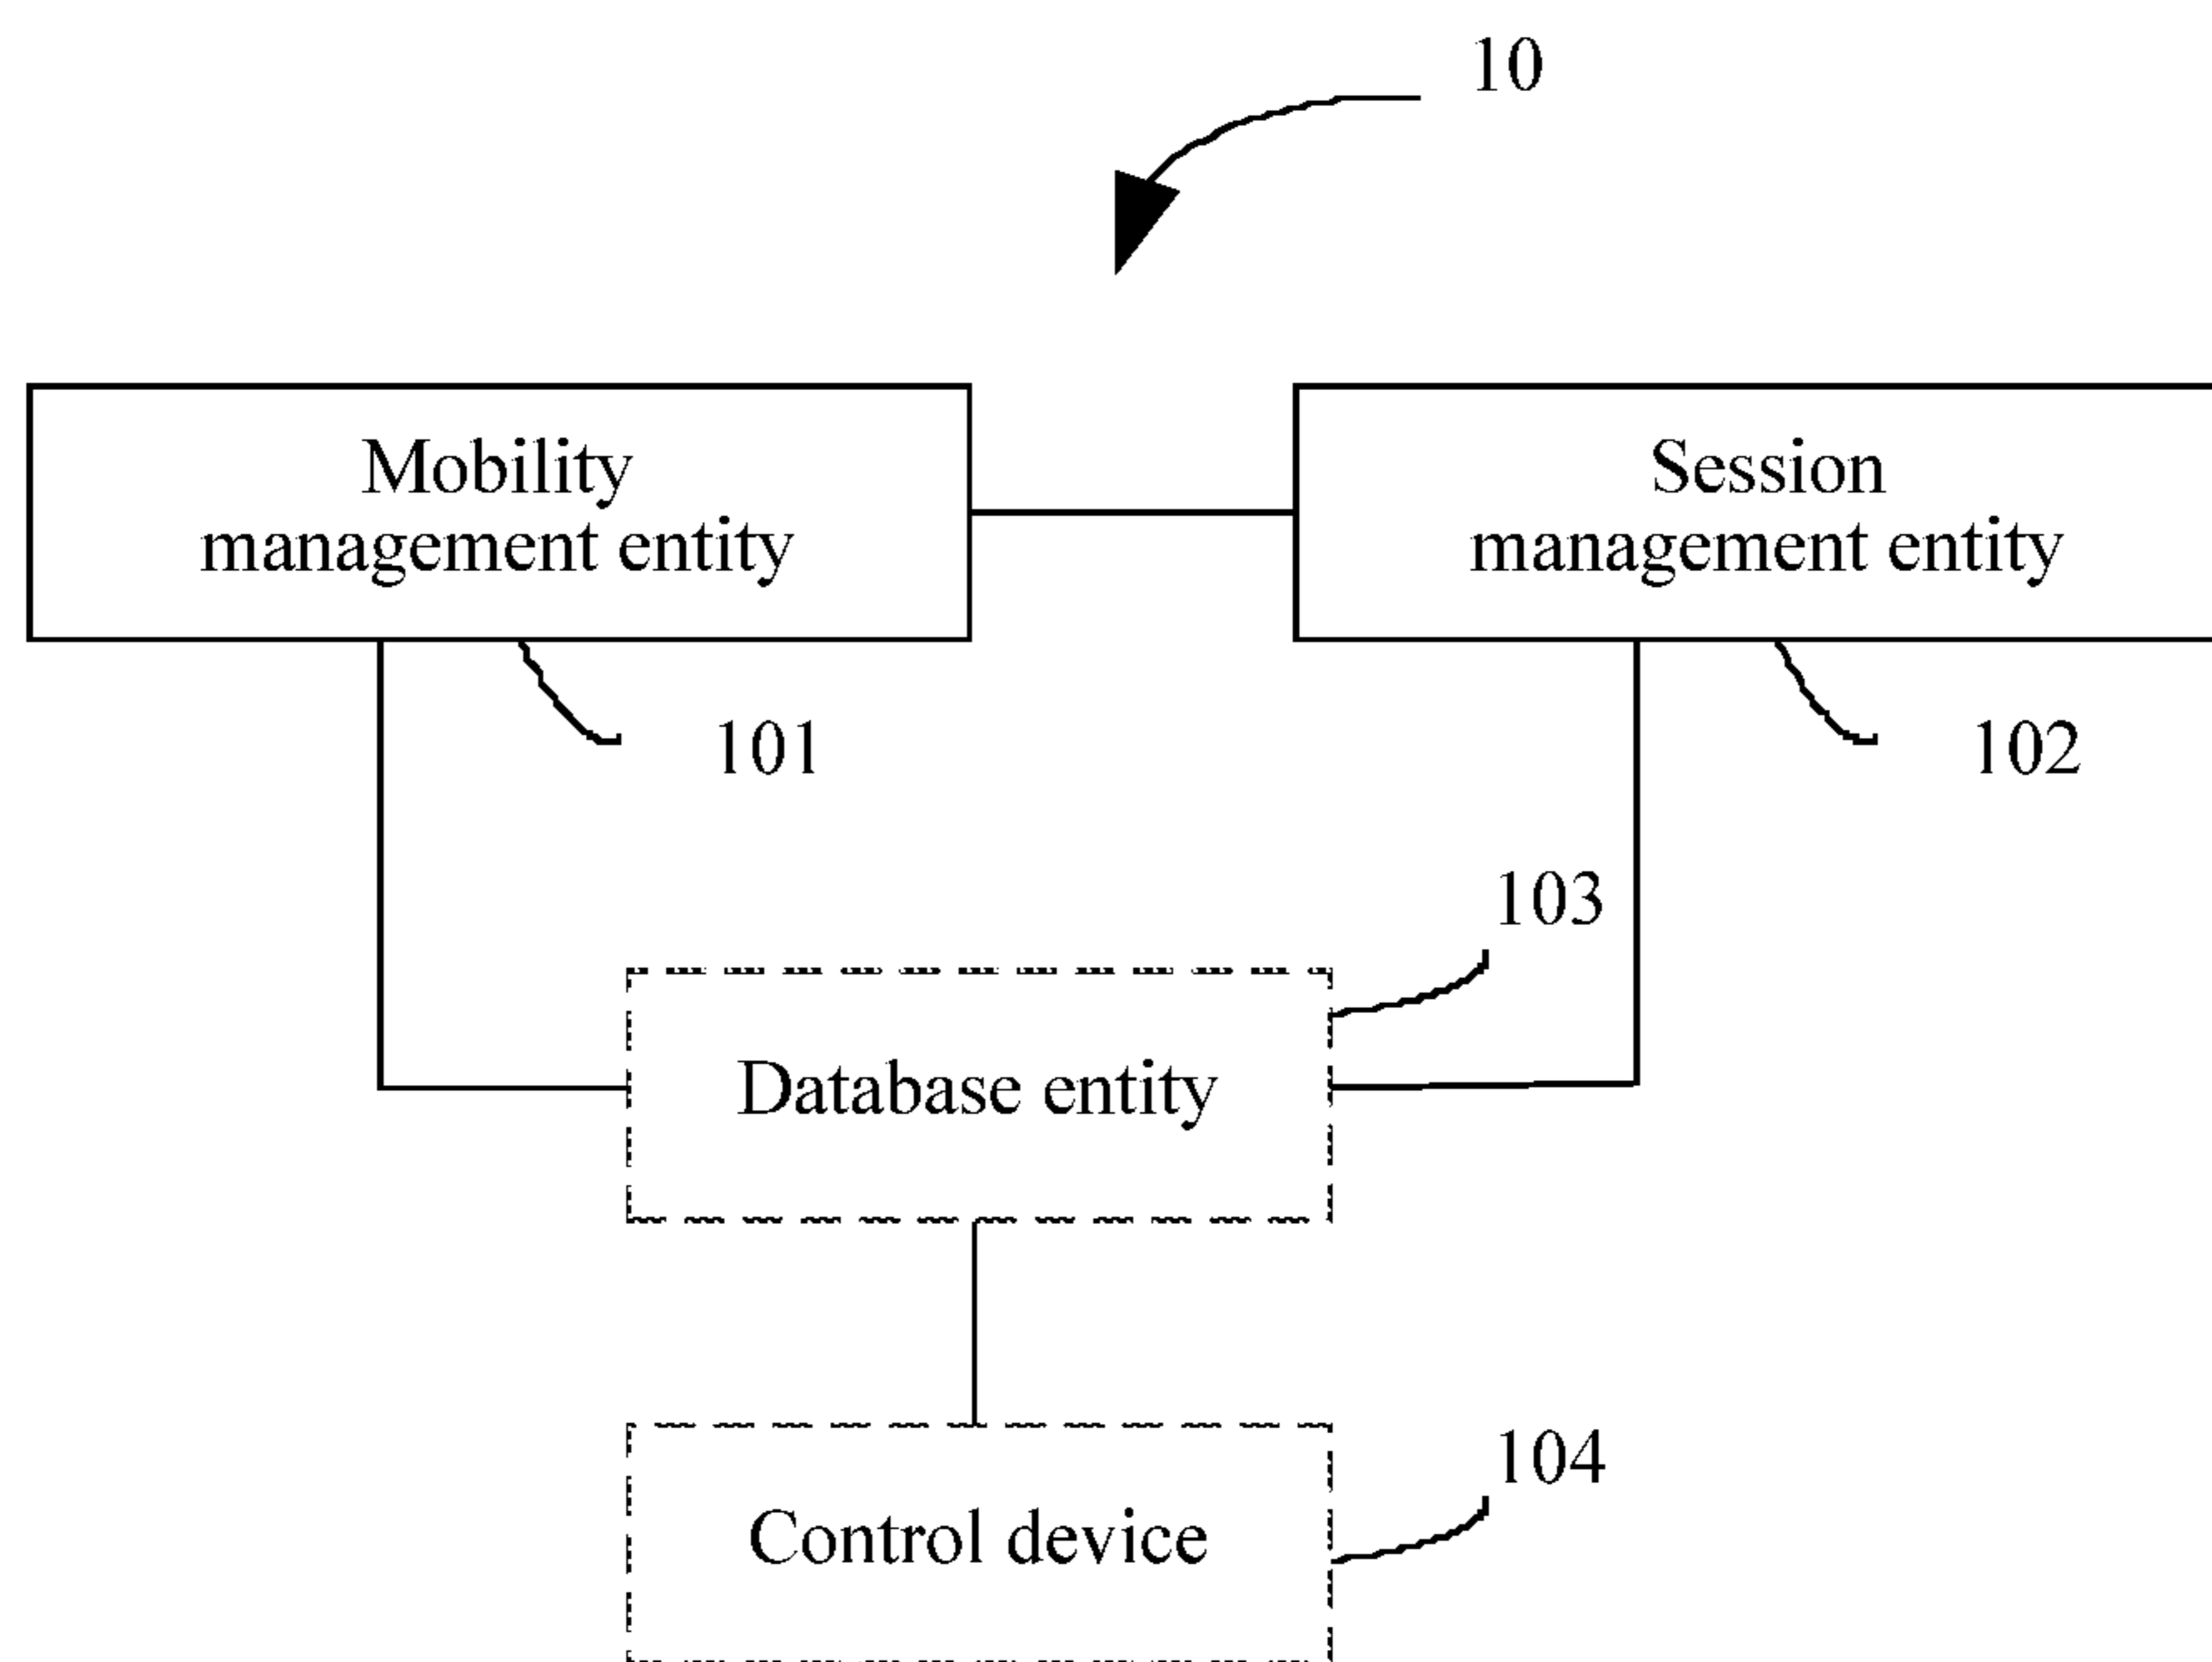 10
Mobility
management entity
Session
management entity
101
102
103
Database entity
104
Control device